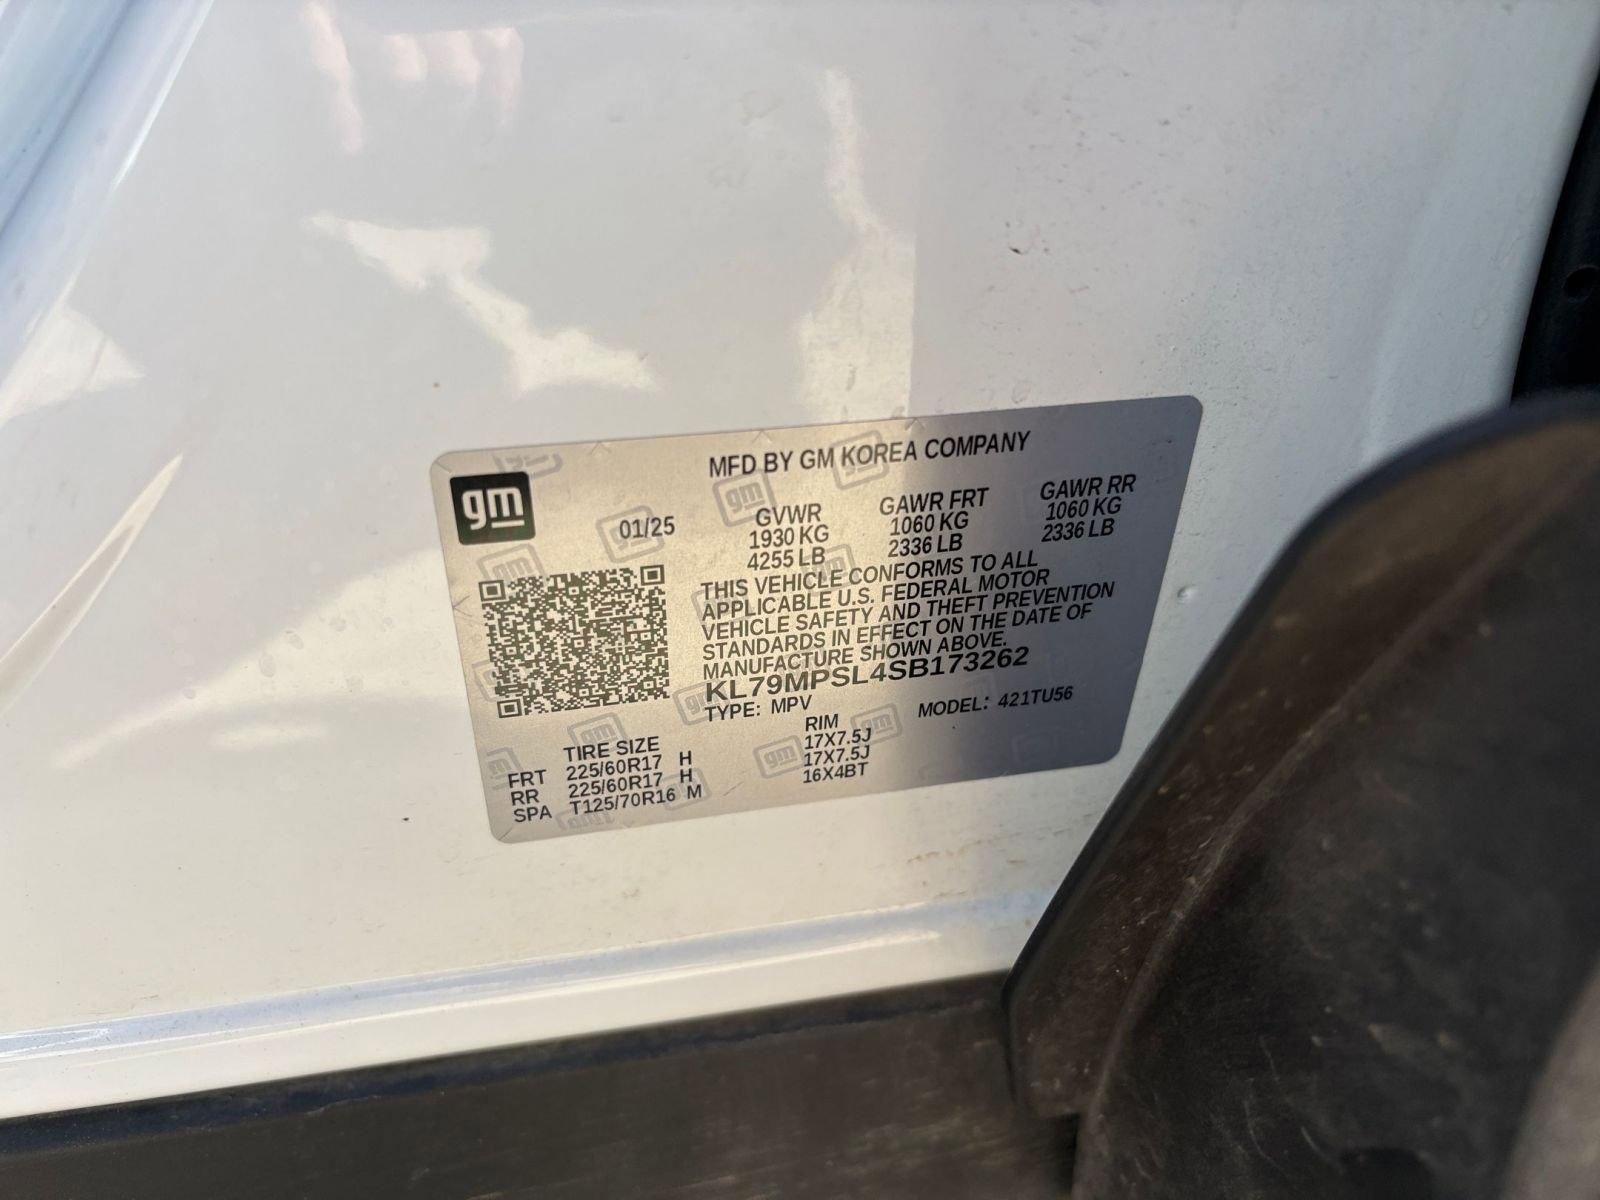 gm
MFD BY GM KOREA COMPANY
01/25
GVWR GAWR FRT GAWR RR
1930 KG 1060 KG 1060 KG
4255 LB 2336 LB 2336 LB
THIS VEHICLE CONFORMS TO ALL
APPLICABLE U.S. FEDERAL MOTOR
VEHICLE SAFETY AND THEFT PREVENTION
STANDARDS IN EFFECT ON THE DATE OF
MANUFACTURE SHOWN ABOVE.
KL79MPSL4SB173262
TYPE: MPV MODEL: 421TU56
TIRE SIZE RIM
FRT 225/60R17 H 17X7.5J
RR 225/60R17 H 17X7.5J
SPA T125/70R16 M 16X4BT